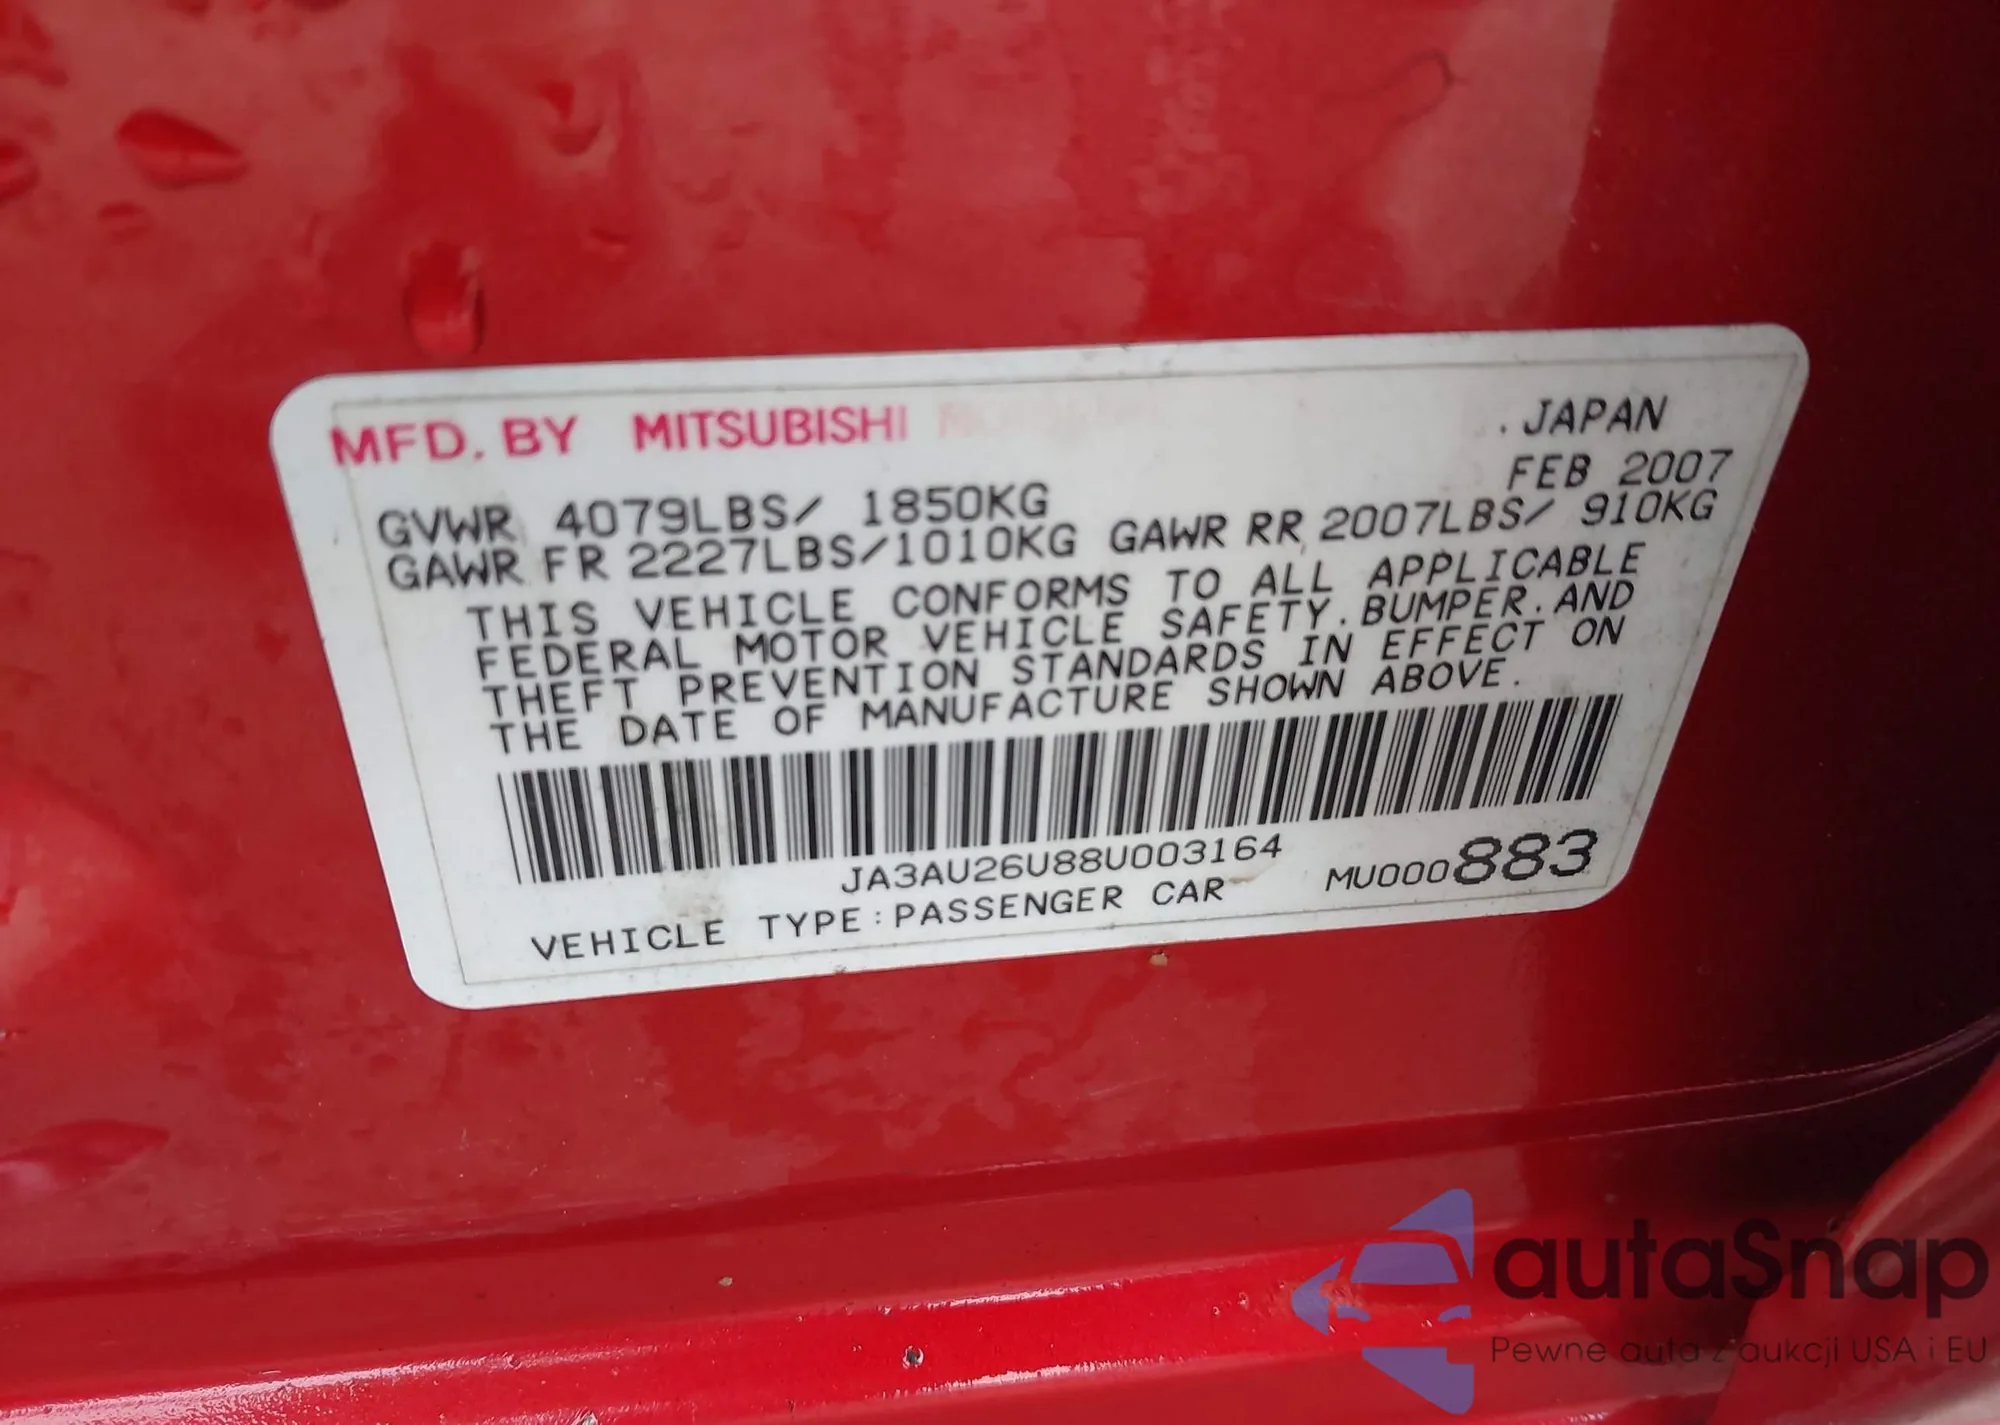 MFD. BY MITSUBISHI
. JAPAN
FEB 2007
GVWR 4079LBS/ 1850KG
GAWR FR 2227LBS/1010KG GAWR RR 2007LBS/ 910KG
THIS VEHICLE CONFORMS TO ALL APPLICABLE
FEDERAL MOTOR VEHICLE SAFETY.BUMPER.AND
THEFT PREVENTION STANDARDS IN EFFECT ON
THE DATE OF MANUFACTURE SHOWN ABOVE.
JA3AU26U88U003164
MU000883
VEHICLE TYPE:PASSENGER CAR
autaSnap
Pewne auta z aukcji USA i EU